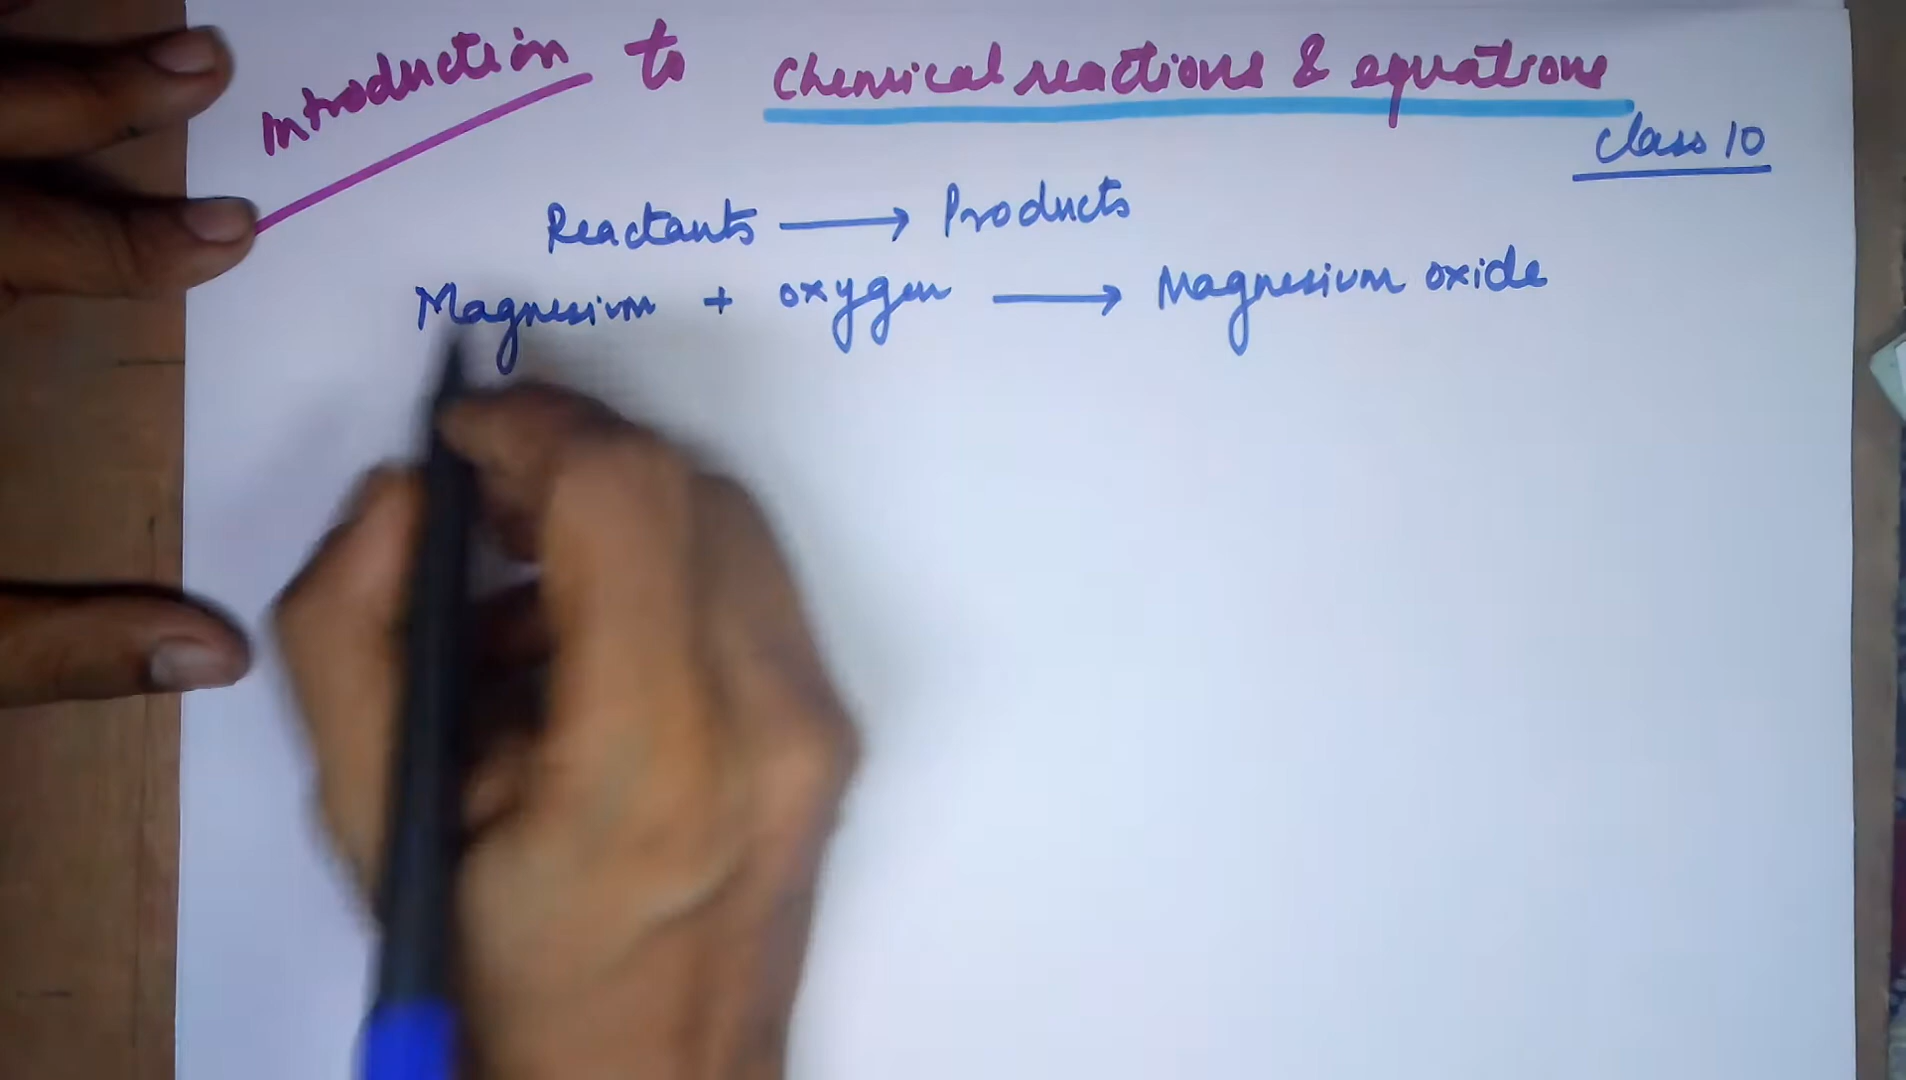 Introduction to Chemical reactions & equations
Class 10
Reactants ⟶ Products
Magnesium + oxygen ⟶ Magnesium oxide